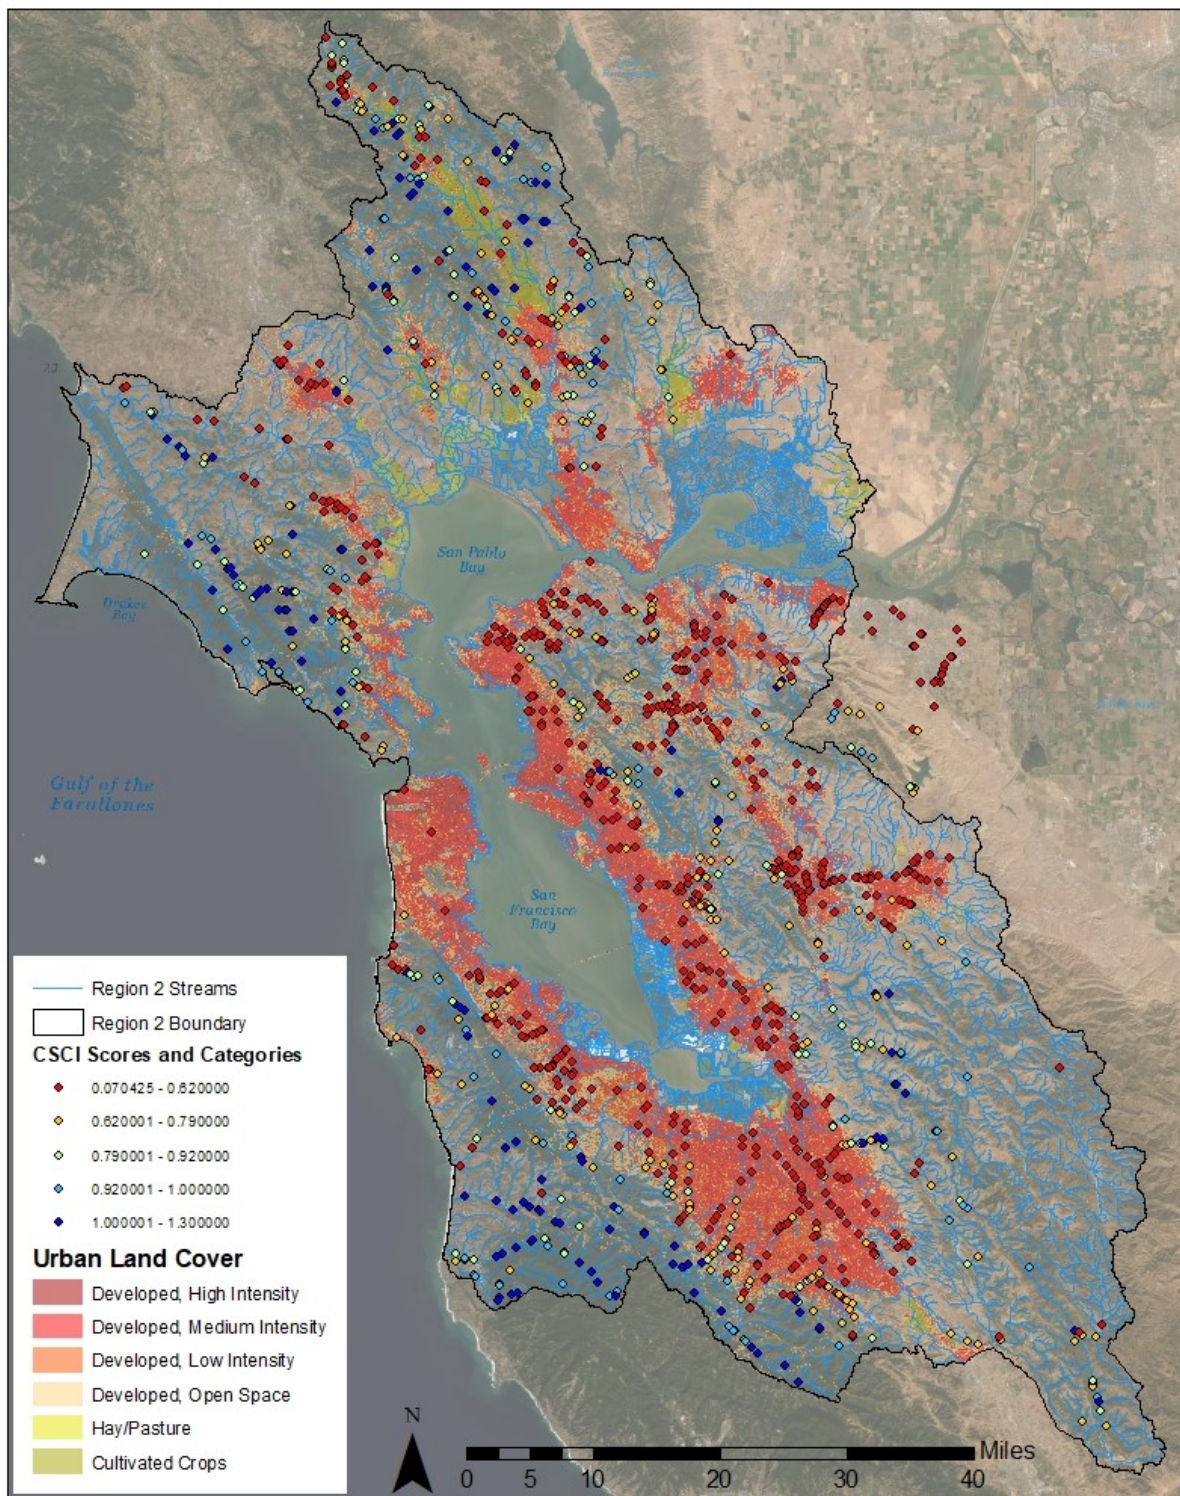 San Pablo
Bay
Drakes
Bay
Gulf of the
Farallones
San
Francisco
Bay
Region 2 Streams
Region 2 Boundary
CSCI Scores and Categories
0.070425 - 0.620000
0.620001 - 0.790000
0.790001 - 0.920000
0.920001 - 1.000000
1.000001 - 1.300000
Urban Land Cover
Developed, High Intensity
Developed, Medium Intensity
Developed, Low Intensity
Developed, Open Space
Hay/Pasture
Cultivated Crops
N
Miles
0 5 10 20 30 40